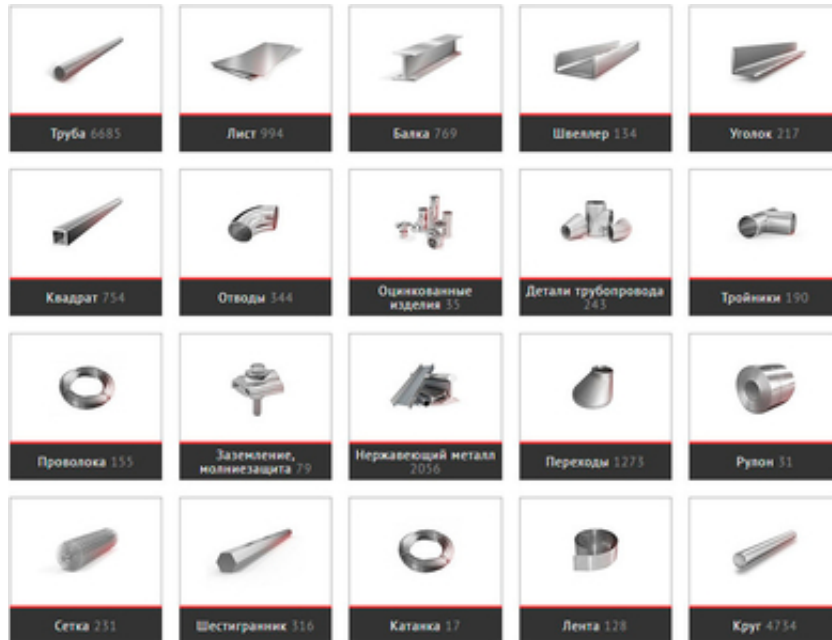 Труба 6685
Лист 994
Балка 769
Швеллер 134
Уголок 217
Квадрат 754
Отводы 344
Оцинкованные
изделия 35
Детали трубопровода
243
Тройники 190
Проволока 155
Заземление,
молниезащита 79
Нержавеющий металл
2056
Переходы 1273
Рулон 31
Сетка 231
Шестигранник 316
Катанка 17
Лента 128
Круг 4734